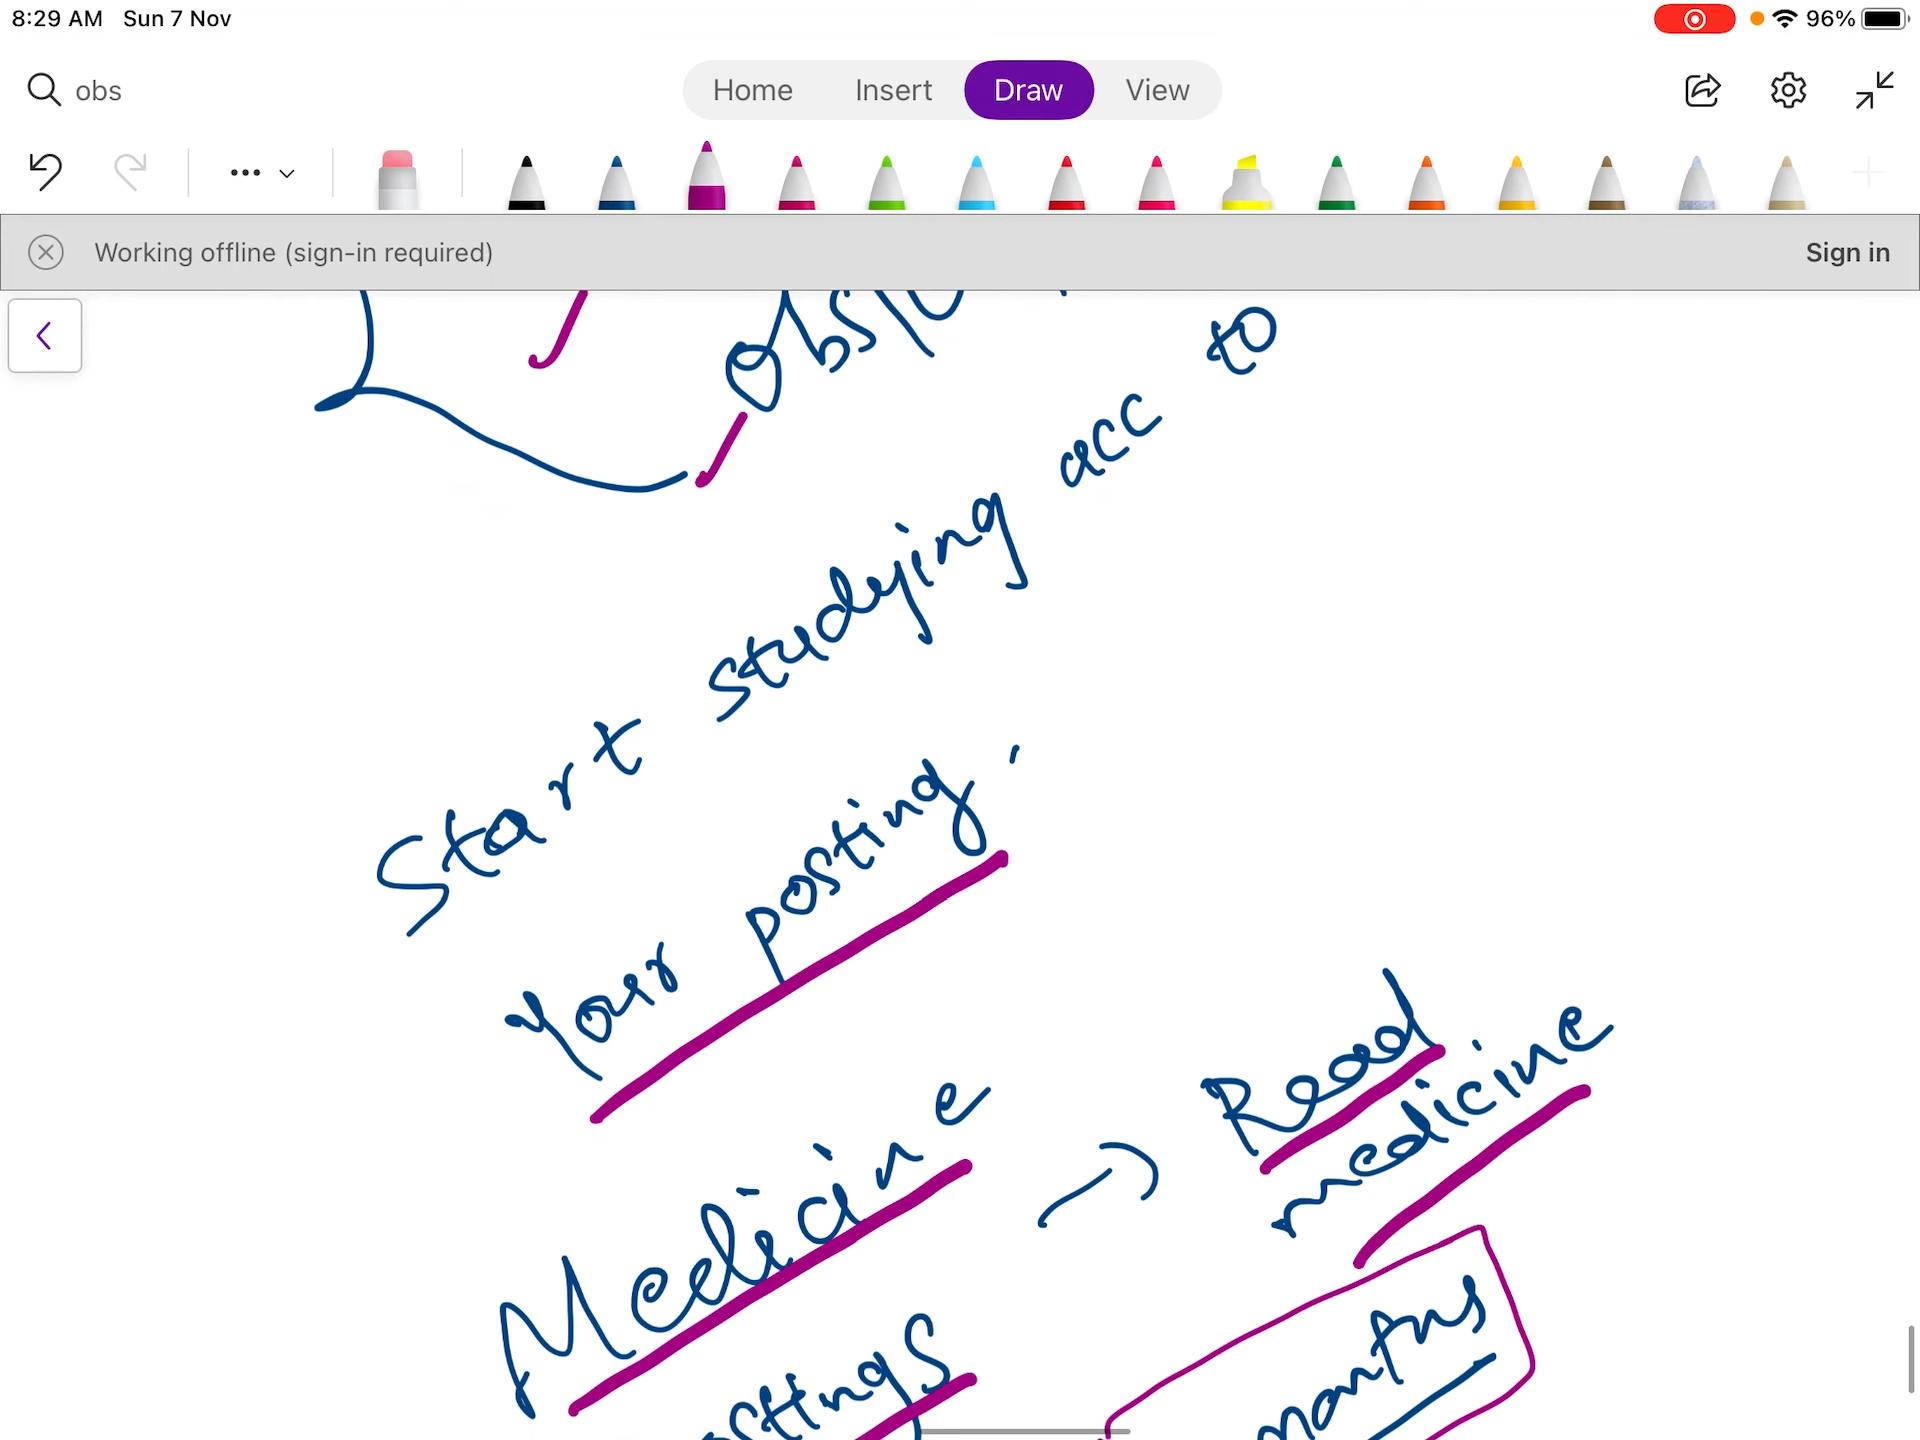 8:29 AM Sun 7 Nov
96%
obs
Home Insert Draw View
Working offline (sign-in required)
Sign in
Obs/
Start studying acc to
Your posting.
Medicine → Read
medicine
months